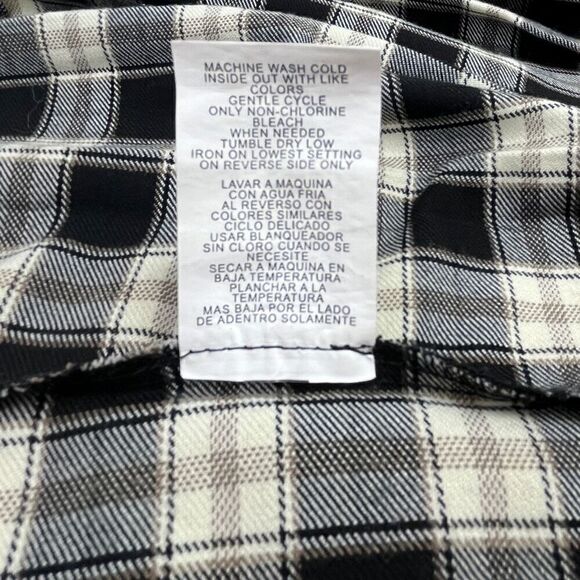 MACHINE WASH COLD
INSIDE OUT WITH LIKE
COLORS
GENTLE CYCLE
ONLY NON-CHLORINE
BLEACH
WHEN NEEDED
TUMBLE DRY LOW
IRON ON LOWEST SETTING
ON REVERSE SIDE ONLY
LAVAR A MAQUINA
CON AGUA FRIA
AL REVERSO CON
COLORES SIMILARES
CICLO DELICADO
USAR BLANQUEADOR
SIN CLORO CUANDO SE
NECESITE
SECAR A MAQUINA EN
BAJA TEMPERATURA
PLANCHAR A LA
TEMPERATURA
MAS BAJA POR EL LADO
DE ADENTRO SOLAMENTE